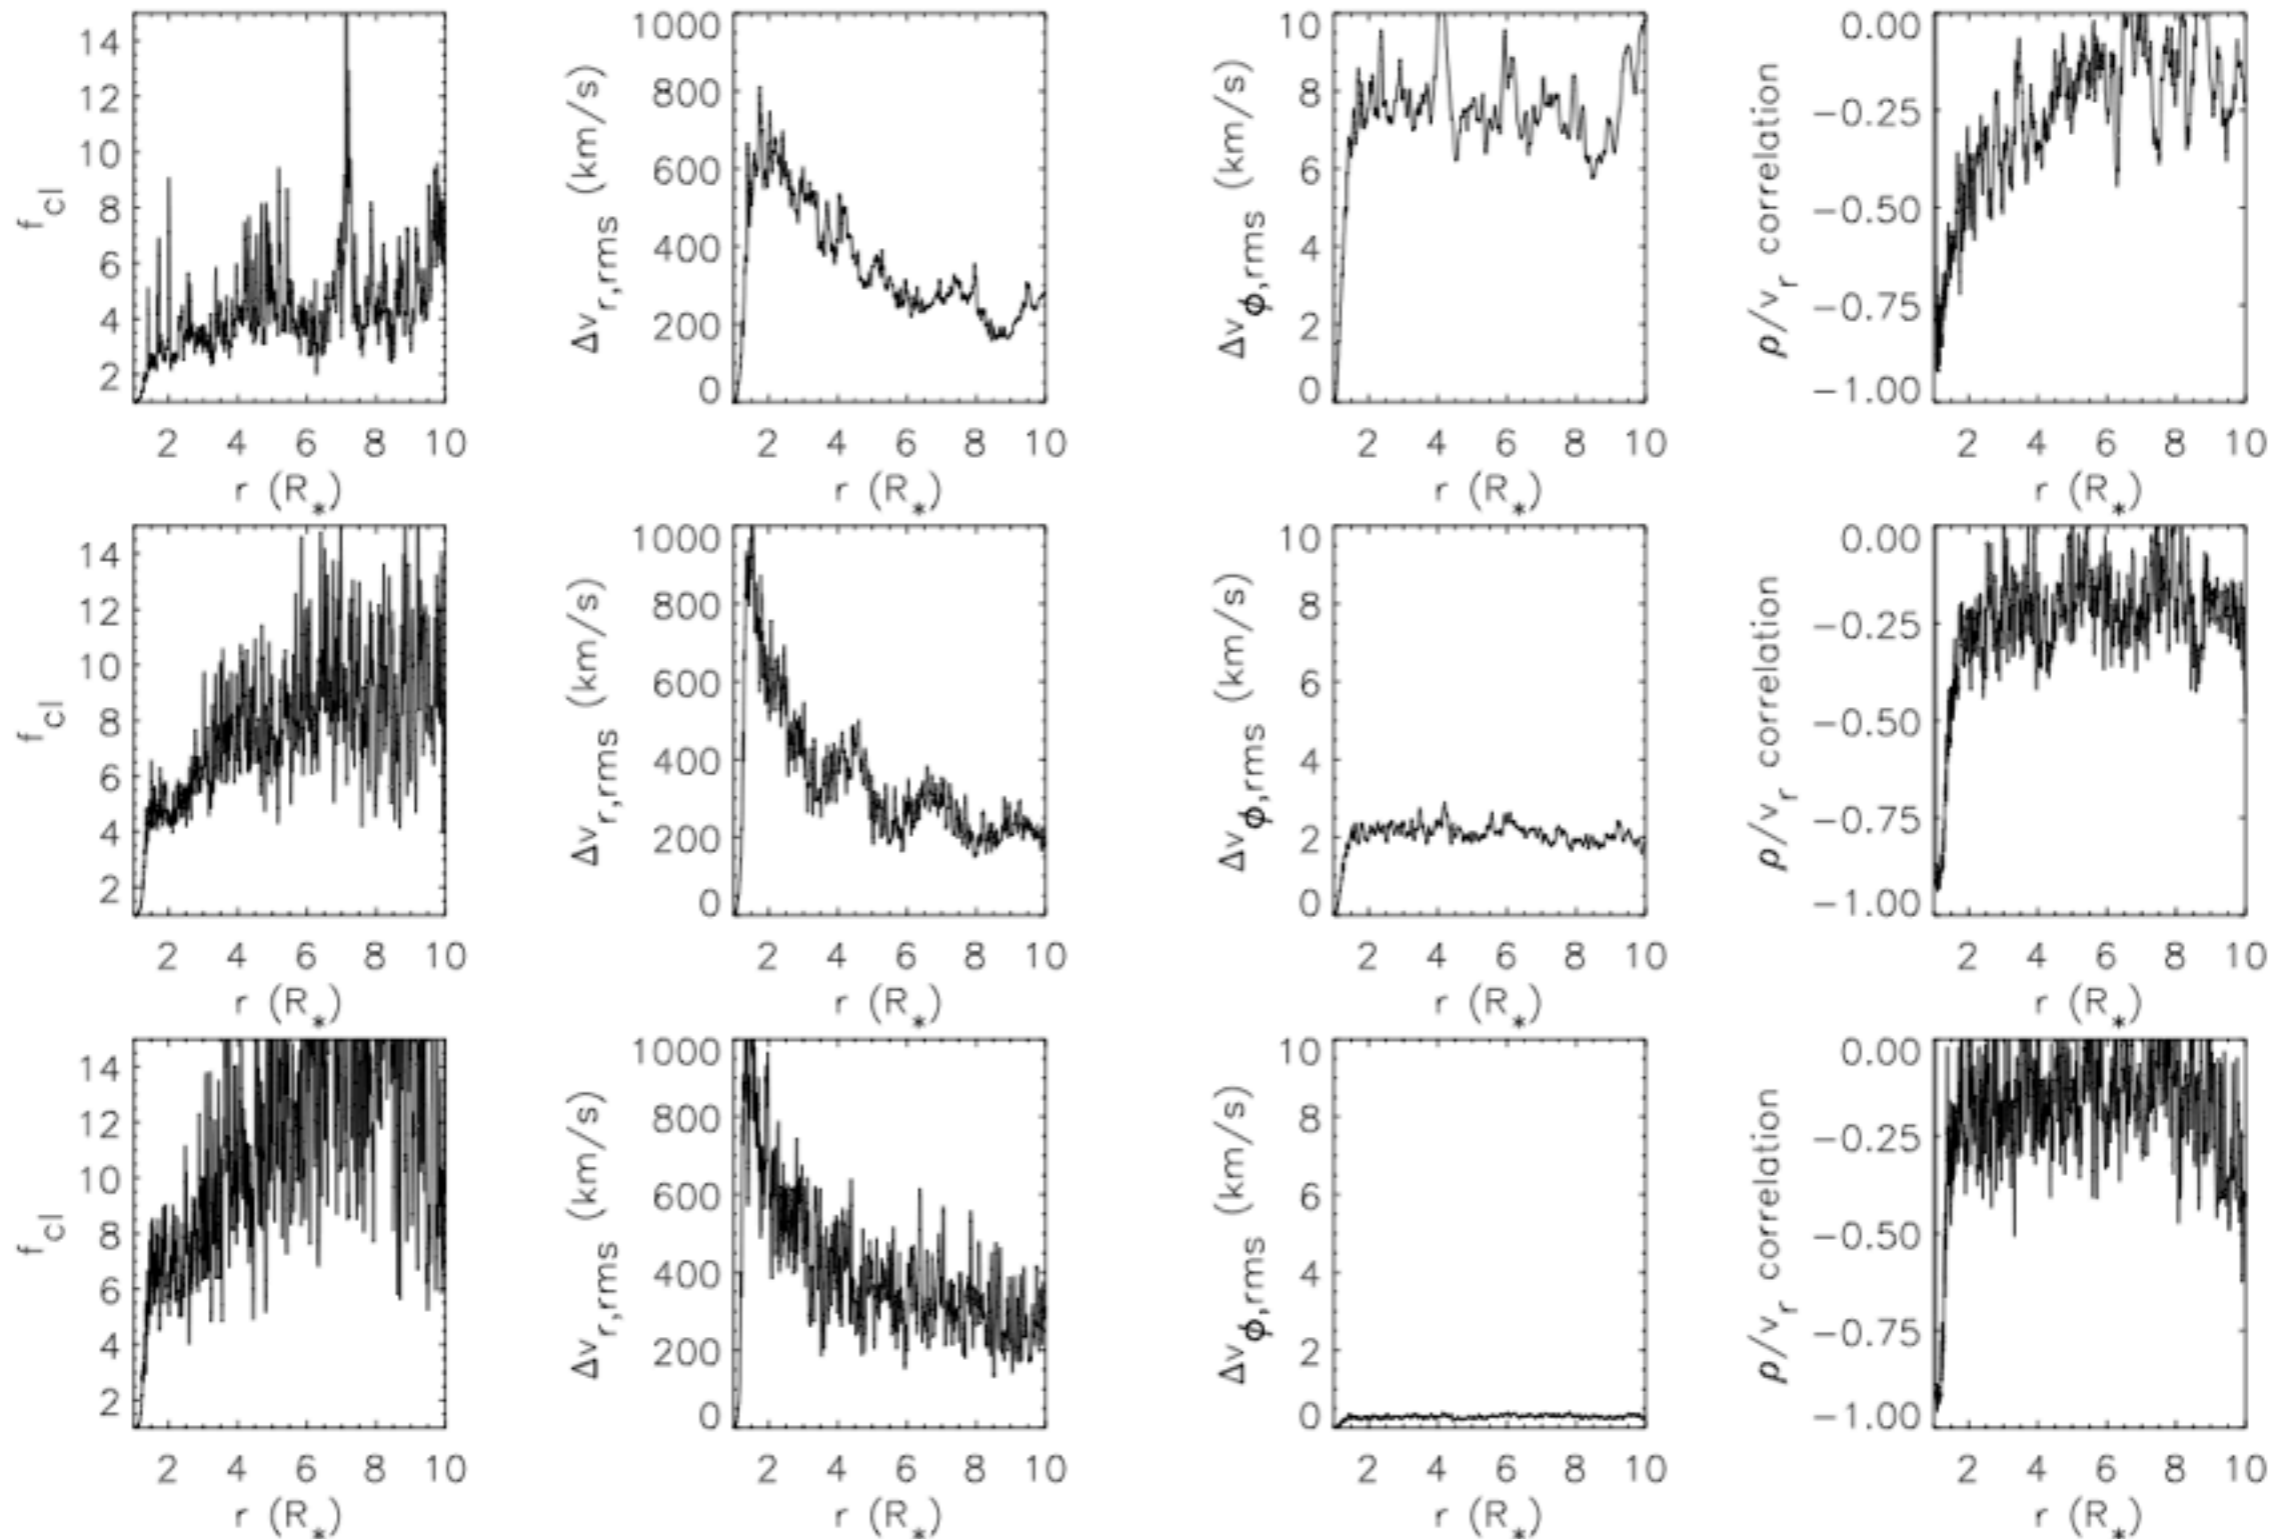 14
12
10
8
6
4
2
f_cl
2 4 6 8 10
r (R_*)
1000
800
600
400
200
0
Δv_r,rms (km/s)
2 4 6 8 10
r (R_*)
10
8
6
4
2
0
Δv_ϕ,rms (km/s)
2 4 6 8 10
r (R_*)
0.00
−0.25
−0.50
−0.75
−1.00
ρ/v_r correlation
2 4 6 8 10
r (R_*)
14
12
10
8
6
4
2
f_cl
2 4 6 8 10
r (R_*)
1000
800
600
400
200
0
Δv_r,rms (km/s)
2 4 6 8 10
r (R_*)
10
8
6
4
2
0
Δv_ϕ,rms (km/s)
2 4 6 8 10
r (R_*)
0.00
−0.25
−0.50
−0.75
−1.00
ρ/v_r correlation
2 4 6 8 10
r (R_*)
14
12
10
8
6
4
2
f_cl
2 4 6 8 10
r (R_*)
1000
800
600
400
200
0
Δv_r,rms (km/s)
2 4 6 8 10
r (R_*)
10
8
6
4
2
0
Δv_ϕ,rms (km/s)
2 4 6 8 10
r (R_*)
0.00
−0.25
−0.50
−0.75
−1.00
ρ/v_r correlation
2 4 6 8 10
r (R_*)